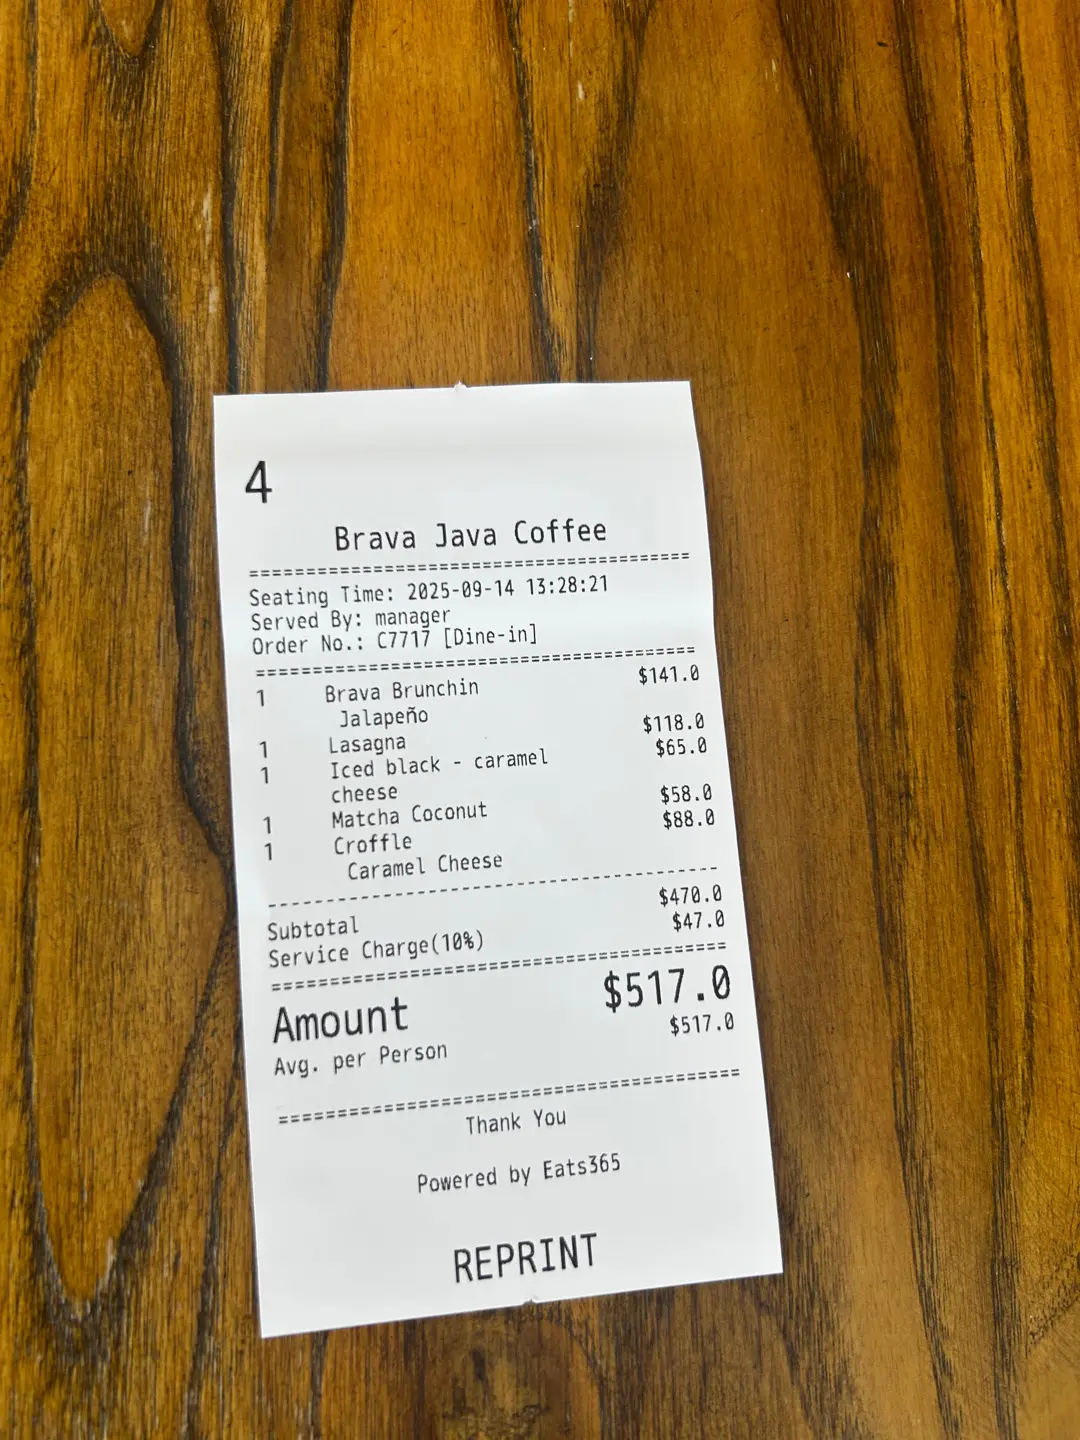 4
Brava Java Coffee
========================================
Seating Time: 2025-09-14 13:28:21
Served By: manager
Order No.: C7717 [Dine-in]
========================================
1 Brava Brunchin $141.0
Jalapeño
1 Lasagna $118.0
1 Iced black - caramel $65.0
cheese
1 Matcha Coconut $58.0
1 Croffle $88.0
Caramel Cheese
----------------------------------------
Subtotal $470.0
Service Charge(10%) $47.0
========================================
Amount $517.0
Avg. per Person $517.0
========================================
Thank You
Powered by Eats365
REPRINT